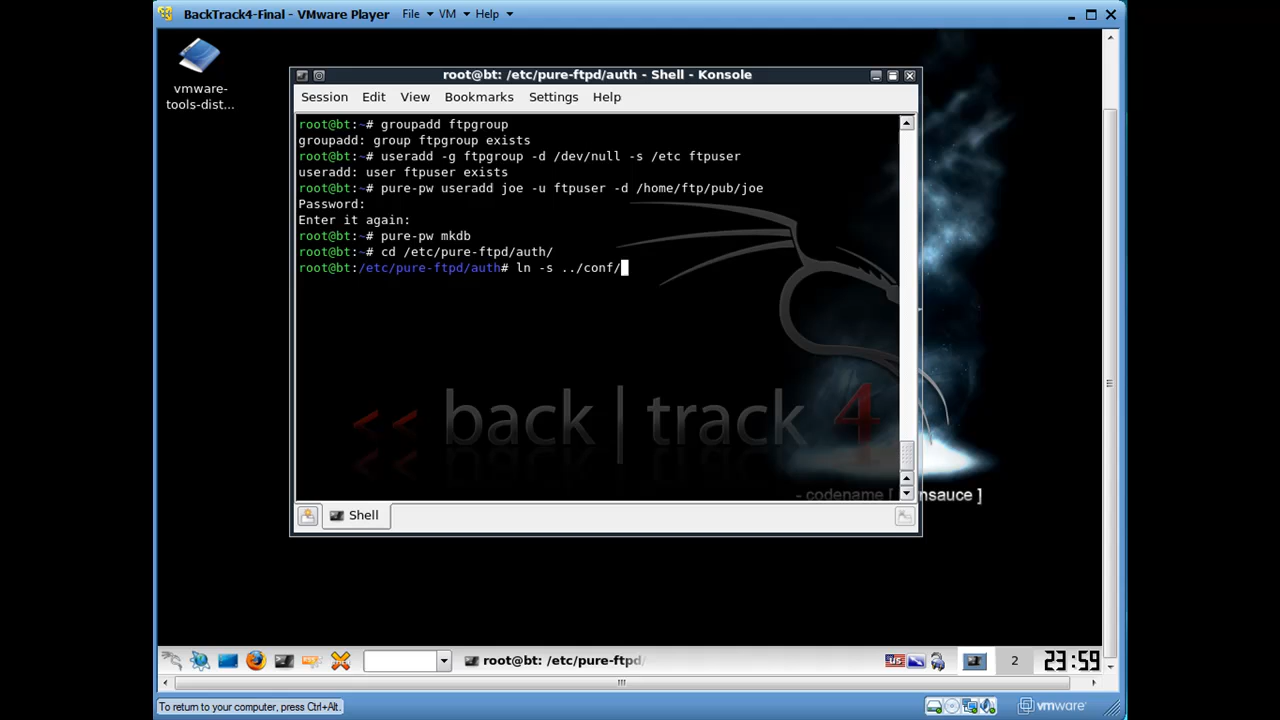 BackTrack4-Final - VMware Player File VM Help
vmware-
tools-dist...
root@bt: /etc/pure-ftpd/auth - Shell - Konsole
Session Edit View Bookmarks Settings Help
root@bt:~# groupadd ftpgroup
groupadd: group ftpgroup exists
root@bt:~# useradd -g ftpgroup -d /dev/null -s /etc ftpuser
useradd: user ftpuser exists
root@bt:~# pure-pw useradd joe -u ftpuser -d /home/ftp/pub/joe
Password:
Enter it again:
root@bt:~# pure-pw mkdb
root@bt:~# cd /etc/pure-ftpd/auth/
root@bt:/etc/pure-ftpd/auth# ln -s ../conf/
<< back | track 4
- codename [ nsauce ]
Shell
root@bt: /etc/pure-ftpd/
US
2
23:59
To return to your computer, press Ctrl+Alt.
vmware